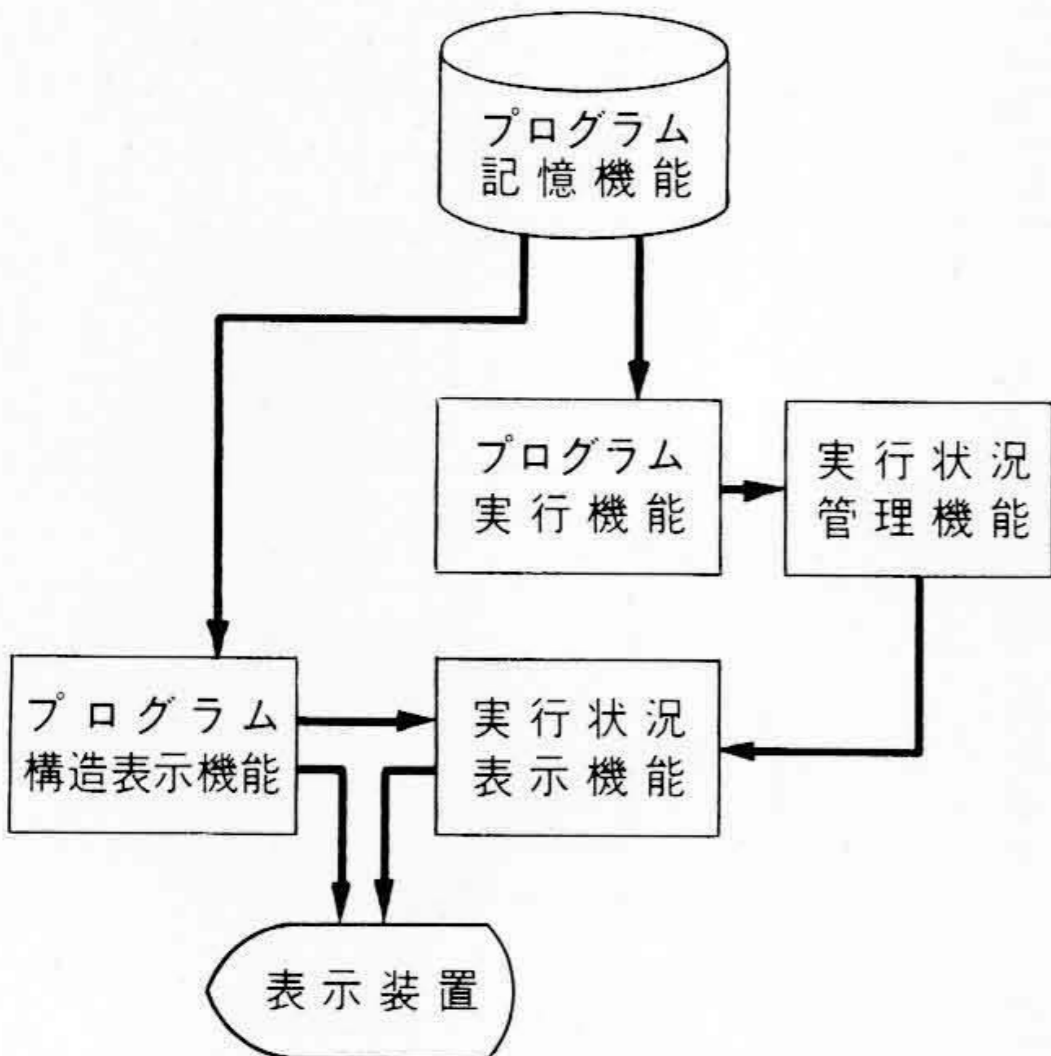 プログラム
記憶機能
プログラム
実行機能
実行状況
管理機能
プログラム
構造表示機能
実行状況
表示機能
表示装置